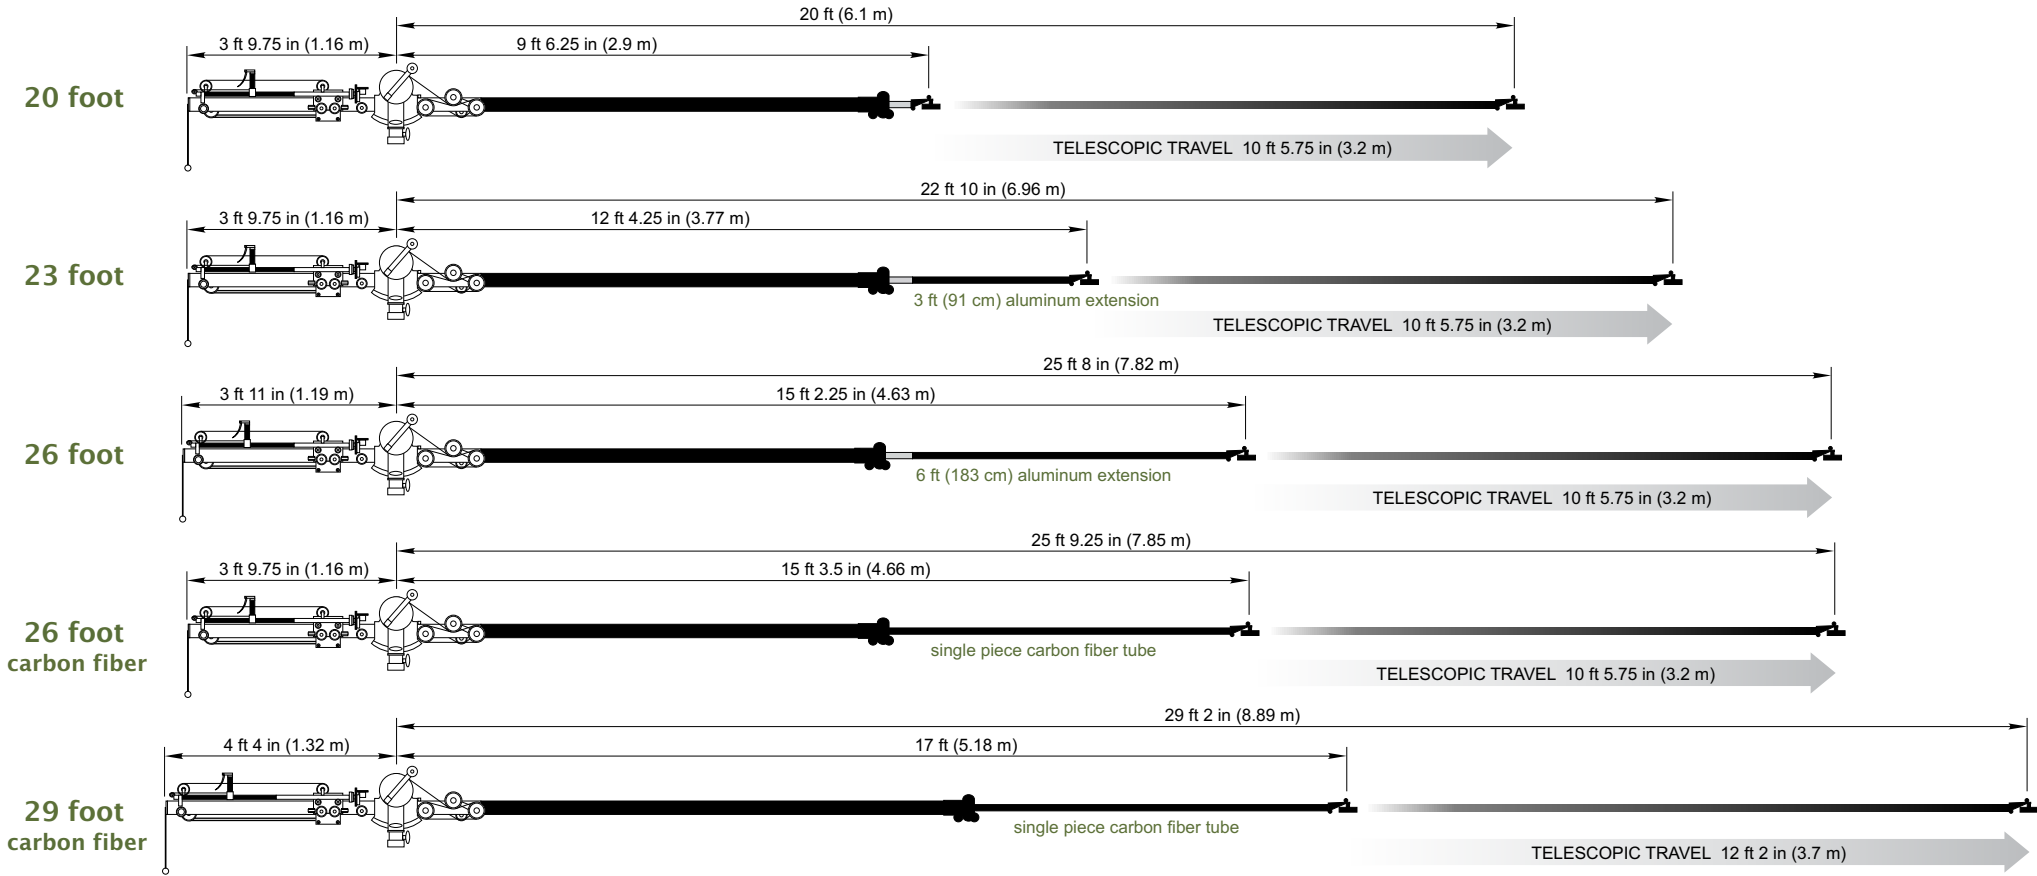 20 ft (6.1 m)
3 ft 9.75 in (1.16 m)
9 ft 6.25 in (2.9 m)
20 foot
TELESCOPIC TRAVEL 10 ft 5.75 in (3.2 m)
22 ft 10 in (6.96 m)
3 ft 9.75 in (1.16 m)
12 ft 4.25 in (3.77 m)
23 foot
3 ft (91 cm) aluminum extension
TELESCOPIC TRAVEL 10 ft 5.75 in (3.2 m)
25 ft 8 in (7.82 m)
3 ft 11 in (1.19 m)
15 ft 2.25 in (4.63 m)
26 foot
6 ft (183 cm) aluminum extension
TELESCOPIC TRAVEL 10 ft 5.75 in (3.2 m)
25 ft 9.25 in (7.85 m)
3 ft 9.75 in (1.16 m)
15 ft 3.5 in (4.66 m)
26 foot
carbon fiber
single piece carbon fiber tube
TELESCOPIC TRAVEL 10 ft 5.75 in (3.2 m)
29 ft 2 in (8.89 m)
4 ft 4 in (1.32 m)
17 ft (5.18 m)
29 foot
carbon fiber
single piece carbon fiber tube
TELESCOPIC TRAVEL 12 ft 2 in (3.7 m)